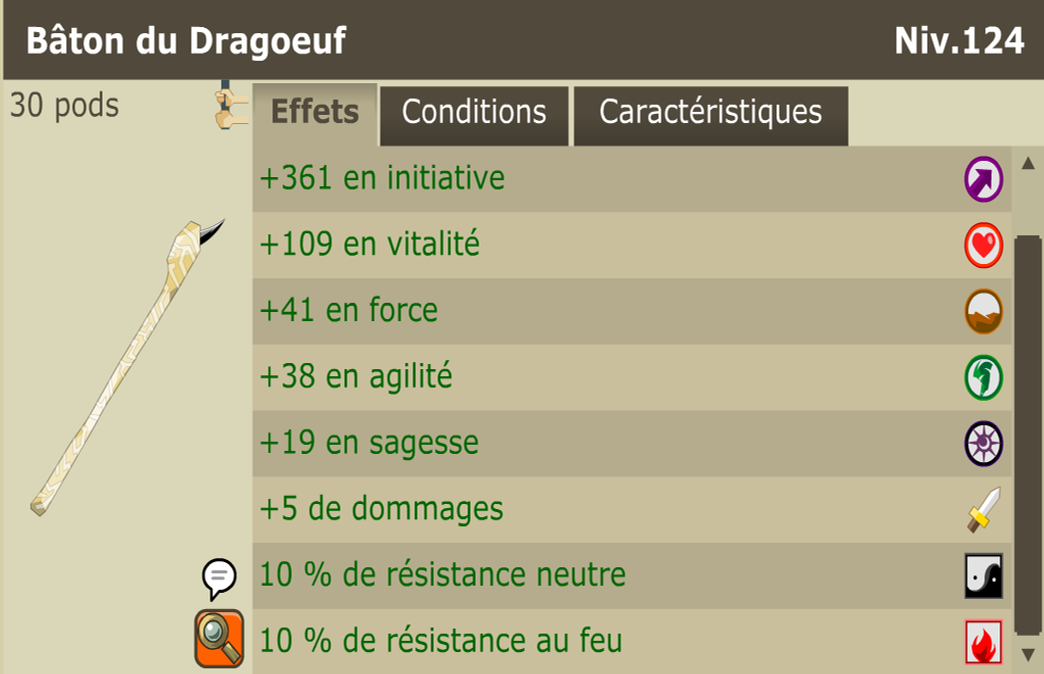 Bâton du Dragoeuf Niv.124
30 pods Effets Conditions Caractéristiques
+361 en initiative
+109 en vitalité
+41 en force
+38 en agilité
+19 en sagesse
+5 de dommages
10 % de résistance neutre
10 % de résistance au feu